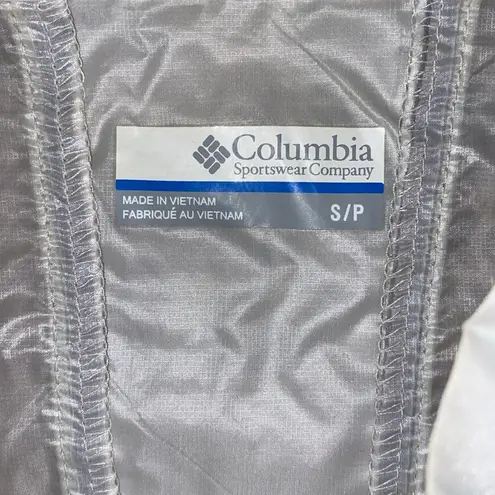 Columbia
Sportswear Company
MADE IN VIETNAM
FABRIQUÉ AU VIETNAM
S/P